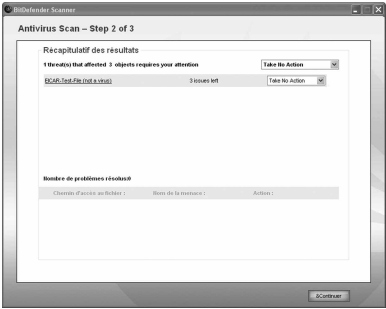 BitDefender Scanner
Antivirus Scan – Step 2 of 3
Récapitulatif des résultats
1 threat(s) that affected 3 objects requires your attention Take No Action
EICAR-Test-File (not a virus) 3 issues left Take No Action
Nombre de problèmes résolus:0
Chemin d'accès au fichier : Nom de la menace : Action :
&Continuer